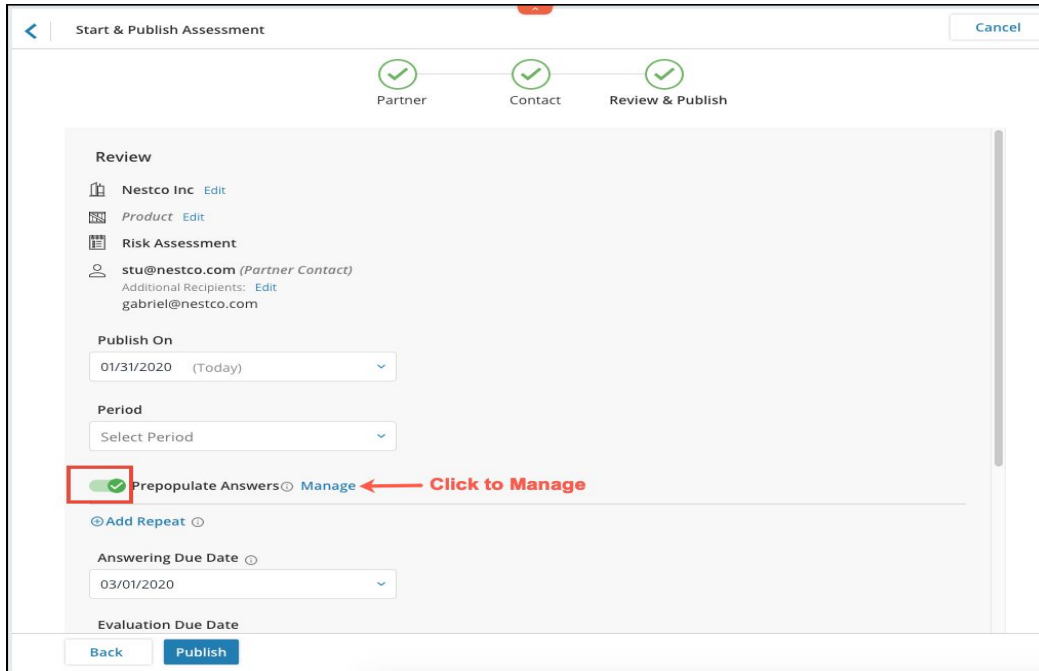 Start & Publish Assessment
Cancel
Partner
Contact
Review & Publish
Review
Nestco Inc Edit
Product Edit
Risk Assessment
stu@nestco.com (Partner Contact)
Additional Recipients: Edit
gabriel@nestco.com
Publish On
01/31/2020 (Today)
Period
Select Period
Prepopulate Answers Manage Click to Manage
Add Repeat
Answering Due Date
03/01/2020
Evaluation Due Date
Back
Publish